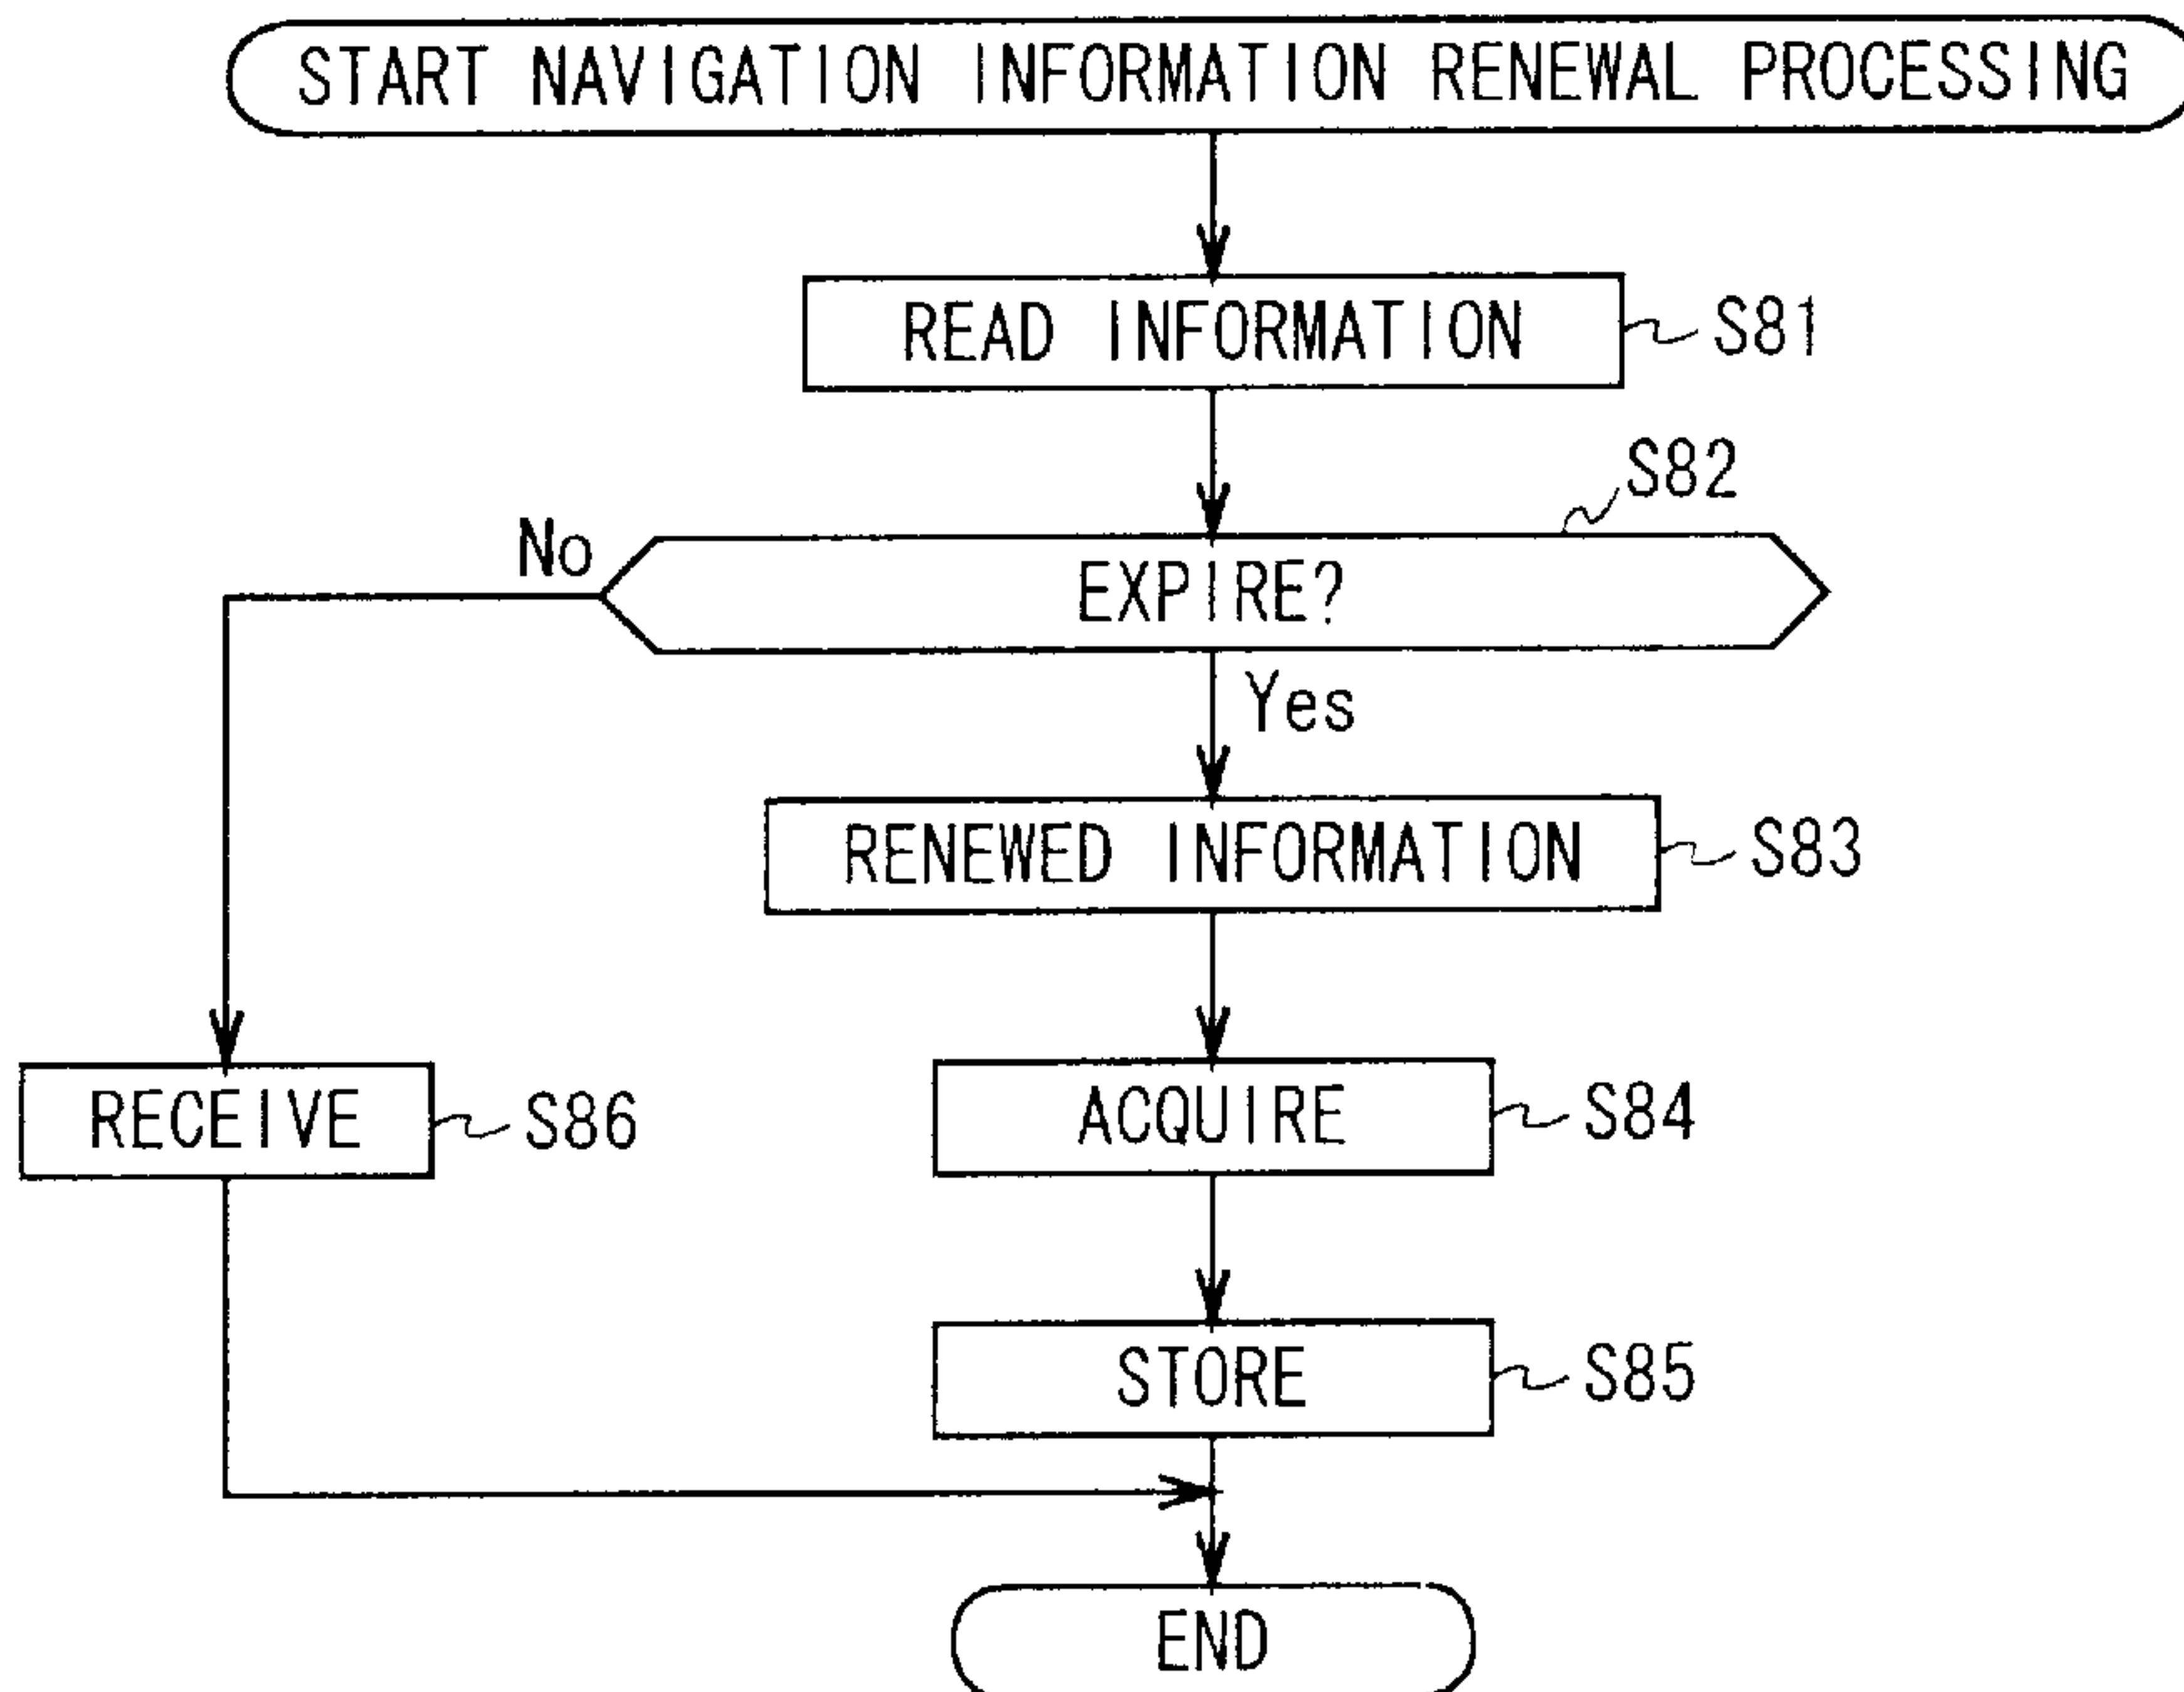 START NAVIGATION INFORMATION RENEWAL PROCESSING
READ INFORMATION
S81
S82
No
EXPIRE?
Yes
RENEWED INFORMATION
S83
RECEIVE
S86
ACQUIRE
S84
STORE
S85
END